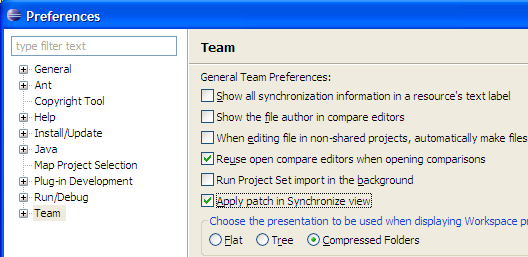 Preferences
type filter text
General
Ant
Copyright Tool
Help
Install/Update
Java
Map Project Selection
Plug-in Development
Run/Debug
Team
Team
General Team Preferences:
Show all synchronization information in a resource's text label
Show the file author in compare editors
When editing file in non-shared projects, automatically make files
Reuse open compare editors when opening comparisons
Run Project Set import in the background
Apply patch in Synchronize view
Choose the presentation to be used when displaying Workspace pr
Flat Tree Compressed Folders